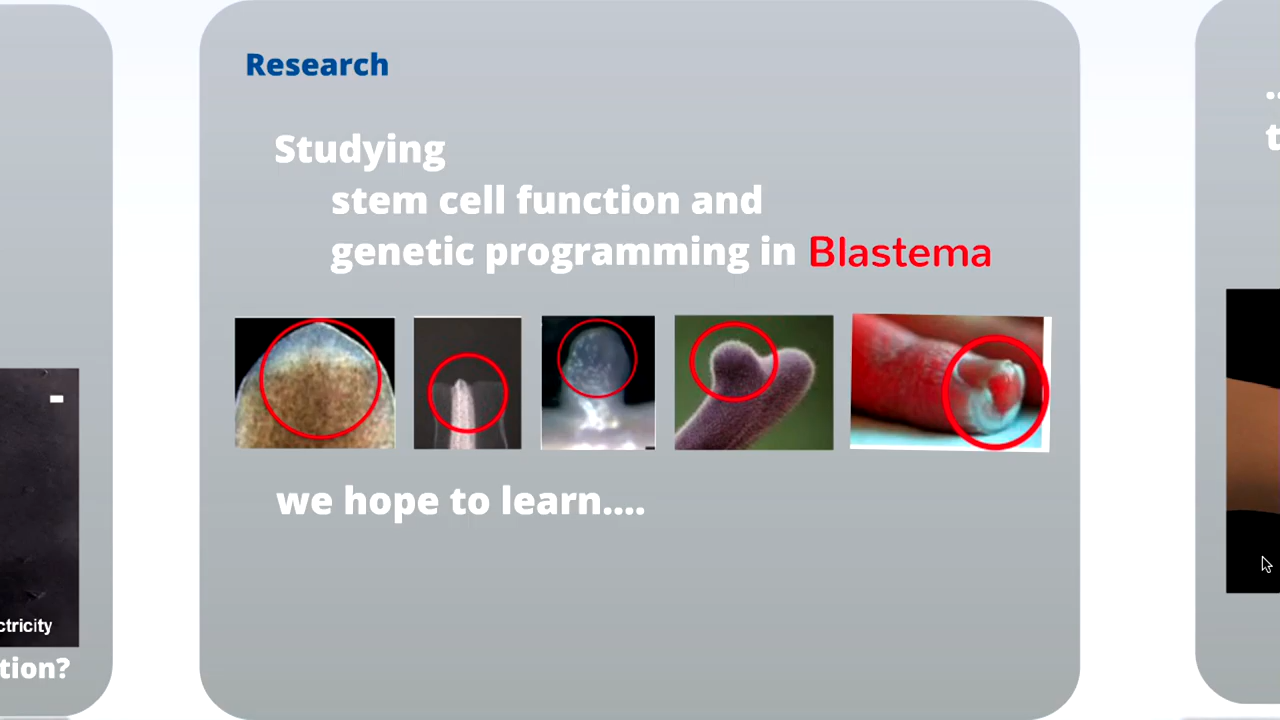 Research
Studying
stem cell function and
genetic programming in Blastema
we hope to learn....
ctricity
tion?
..
t